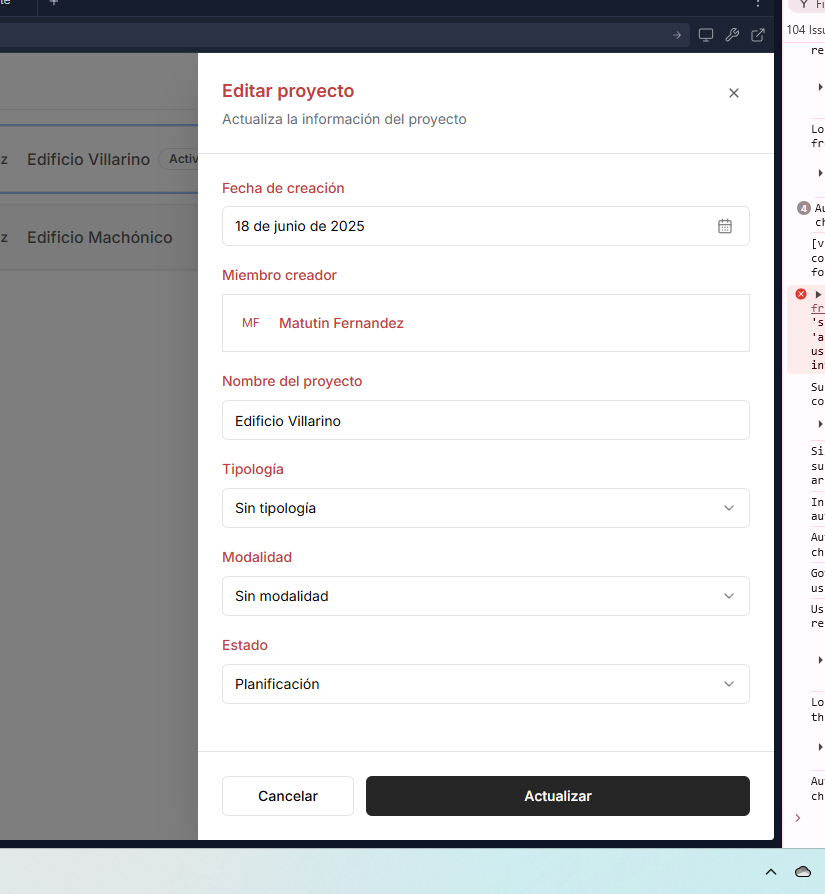 104 Issu
Editar proyecto
Actualiza la información del proyecto
z Edificio Villarino Activ
z Edificio Machónico
Fecha de creación
18 de junio de 2025
Miembro creador
MF Matutin Fernandez
Nombre del proyecto
Edificio Villarino
Tipología
Sin tipología
Modalidad
Sin modalidad
Estado
Planificación
Cancelar
Actualizar
re
Lo
fr
4 Au
ch
[v
co
fo
fr
's
'a
us
in
Su
co
Si
su
ar
In
au
Au
ch
Go
us
Us
re
Lo
th
Au
ch